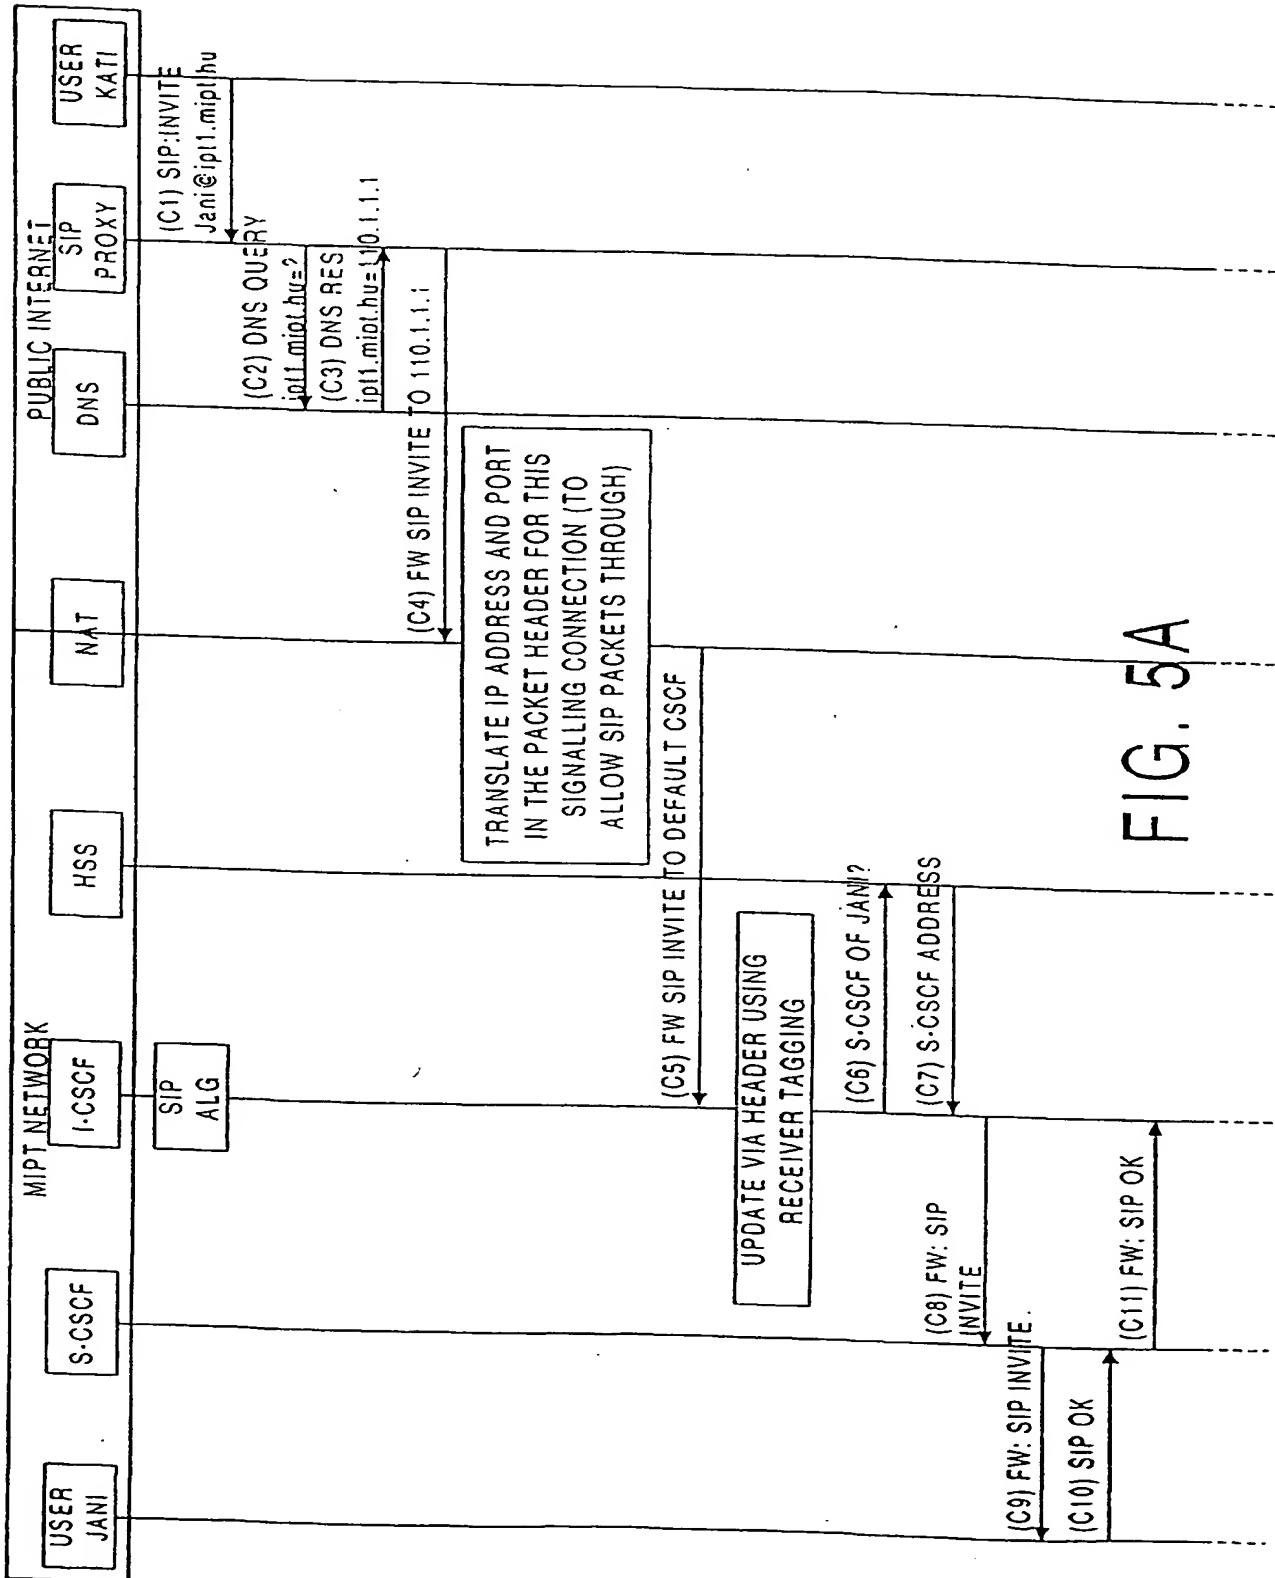 MIPT NETWORK
PUBLIC INTERNET
USER
JANI
S-CSCF
I-CSCF
SIP
ALG
HSS
NAT
DNS
SIP
PROXY
USER
KATI
(C1) SIP:INVITE
Jani@ipt1.mipt.hu
(C2) DNS QUERY
ipt1.mipt.hu=?
(C3) DNS RES
ipt1.mipt.hu=110.1.1.1
(C4) FW SIP INVITE TO 110.1.1.1
TRANSLATE IP ADDRESS AND PORT
IN THE PACKET HEADER FOR THIS
SIGNALLING CONNECTION (TO
ALLOW SIP PACKETS THROUGH)
(C5) FW SIP INVITE TO DEFAULT CSCF
UPDATE VIA HEADER USING
RECEIVER TAGGING
(C6) S-CSCF OF JANI?
(C7) S-CSCF ADDRESS
(C8) FW: SIP
INVITE
(C9) FW: SIP INVITE.
(C10) SIP OK
(C11) FW: SIP OK
FIG. 5A